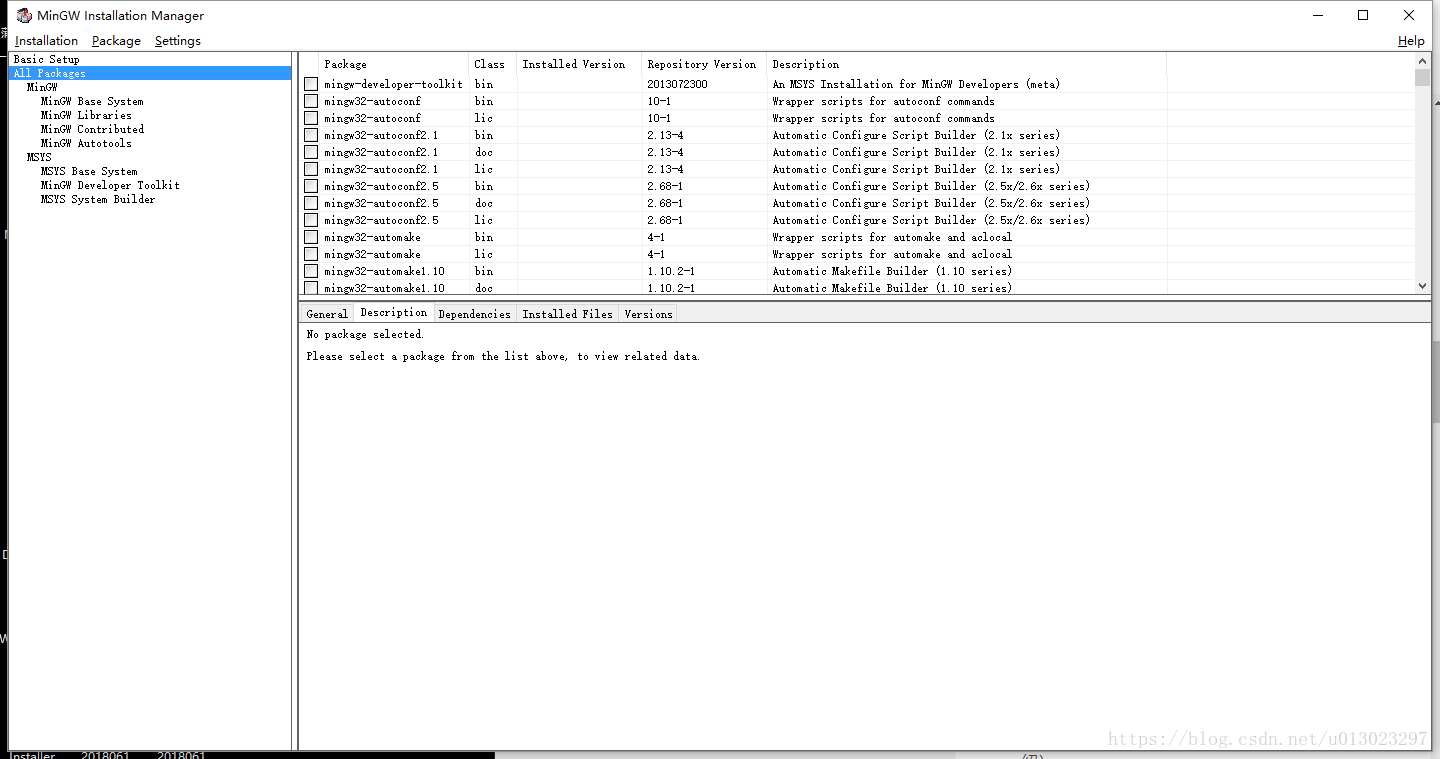 MinGW Installation Manager
Installation Package Settings Help
Basic Setup
All Packages
MinGW
MinGW Base System
MinGW Libraries
MinGW Contributed
MinGW Autotools
MSYS
MSYS Base System
MinGW Developer Toolkit
MSYS System Builder
Package Class Installed Version Repository Version Description
mingw-developer-toolkit bin 2013072300 An MSYS Installation for MinGW Developers (meta)
mingw32-autoconf bin 10-1 Wrapper scripts for autoconf commands
mingw32-autoconf lic 10-1 Wrapper scripts for autoconf commands
mingw32-autoconf2.1 bin 2.13-4 Automatic Configure Script Builder (2.1x series)
mingw32-autoconf2.1 doc 2.13-4 Automatic Configure Script Builder (2.1x series)
mingw32-autoconf2.1 lic 2.13-4 Automatic Configure Script Builder (2.1x series)
mingw32-autoconf2.5 bin 2.68-1 Automatic Configure Script Builder (2.5x/2.6x series)
mingw32-autoconf2.5 doc 2.68-1 Automatic Configure Script Builder (2.5x/2.6x series)
mingw32-autoconf2.5 lic 2.68-1 Automatic Configure Script Builder (2.5x/2.6x series)
mingw32-automake bin 4-1 Wrapper scripts for automake and aclocal
mingw32-automake lic 4-1 Wrapper scripts for automake and aclocal
mingw32-automake1.10 bin 1.10.2-1 Automatic Makefile Builder (1.10 series)
mingw32-automake1.10 doc 1.10.2-1 Automatic Makefile Builder (1.10 series)
General Description Dependencies Installed Files Versions
No package selected.
Please select a package from the list above, to view related data.
https://blog.csdn.net/u013023297
Installer 2018061 2018061